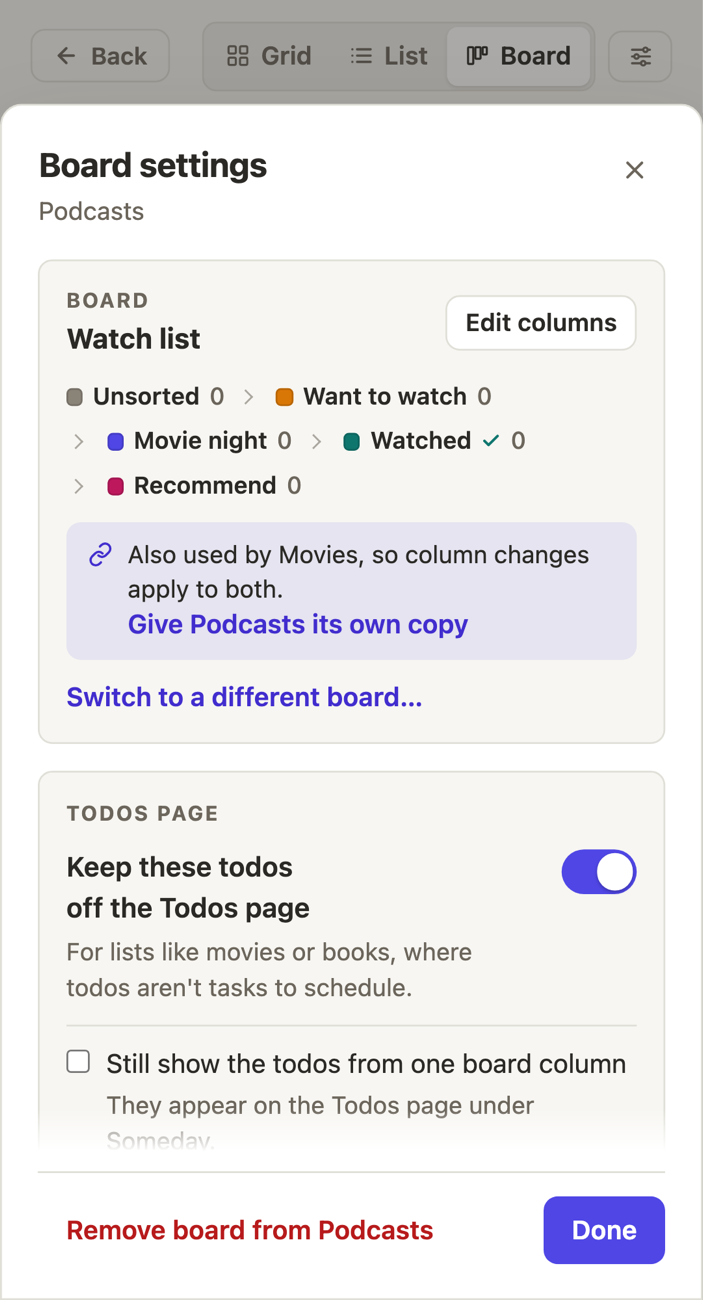 Back
Grid
List
Board
Board settings
Podcasts
BOARD
Watch list
Edit columns
Unsorted 0 > Want to watch 0
> Movie night 0 > Watched ✓ 0
> Recommend 0
Also used by Movies, so column changes
apply to both.
Give Podcasts its own copy
Switch to a different board...
TODOS PAGE
Keep these todos
off the Todos page
For lists like movies or books, where
todos aren't tasks to schedule.
Still show the todos from one board column
They appear on the Todos page under
Someday.
Remove board from Podcasts
Done